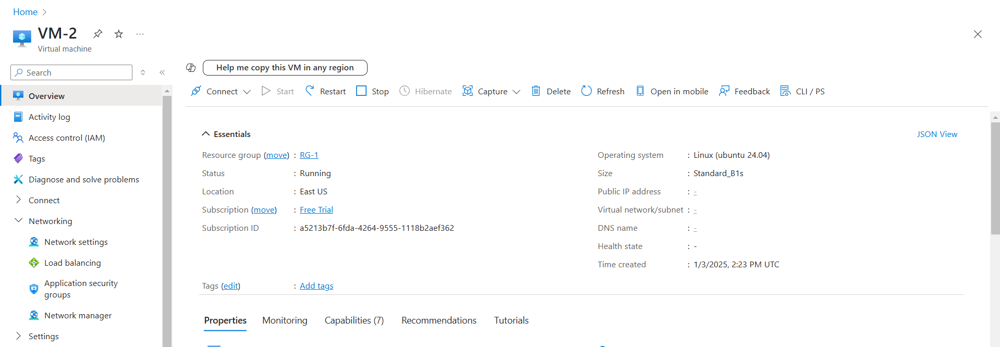 Home
VM-2
Virtual machine
Search
Overview
Activity log
Access control (IAM)
Tags
Diagnose and solve problems
Connect
Networking
Network settings
Load balancing
Application security
groups
Network manager
Settings
Help me copy this VM in any region
Connect Start Restart Stop Hibernate Capture Delete Refresh Open in mobile Feedback CLI / PS
Essentials
JSON View
Resource group (move) : RG-1
Status : Running
Location : East US
Subscription (move) : Free Trial
Subscription ID : a5213b7f-6fda-4264-9555-1118b2aef362
Operating system : Linux (ubuntu 24.04)
Size : Standard_B1s
Public IP address : -
Virtual network/subnet : -
DNS name : -
Health state : -
Time created : 1/3/2025, 2:23 PM UTC
Tags (edit) : Add tags
Properties Monitoring Capabilities (7) Recommendations Tutorials